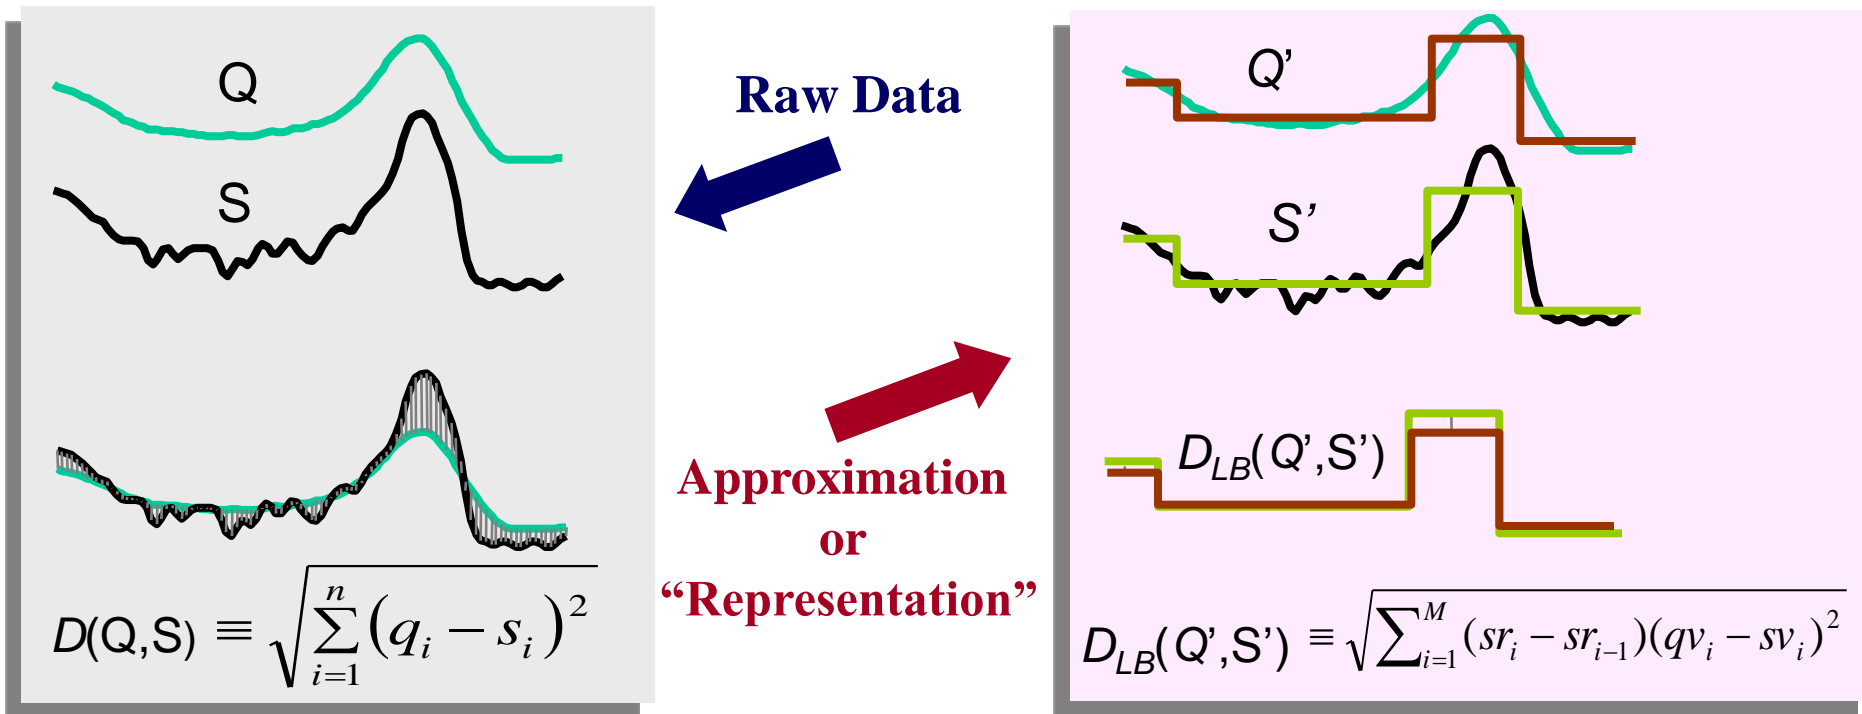 Q
S
D(Q,S) ≡ √ ∑ i=1 n (q_i − s_i)^2
Raw Data
Approximation
or
“Representation”
Q’
S’
D_LB(Q’,S’)
D_LB(Q’,S’) ≡ √ ∑ i=1 M (sr_i − sr_{i−1})(qv_i − sv_i)^2